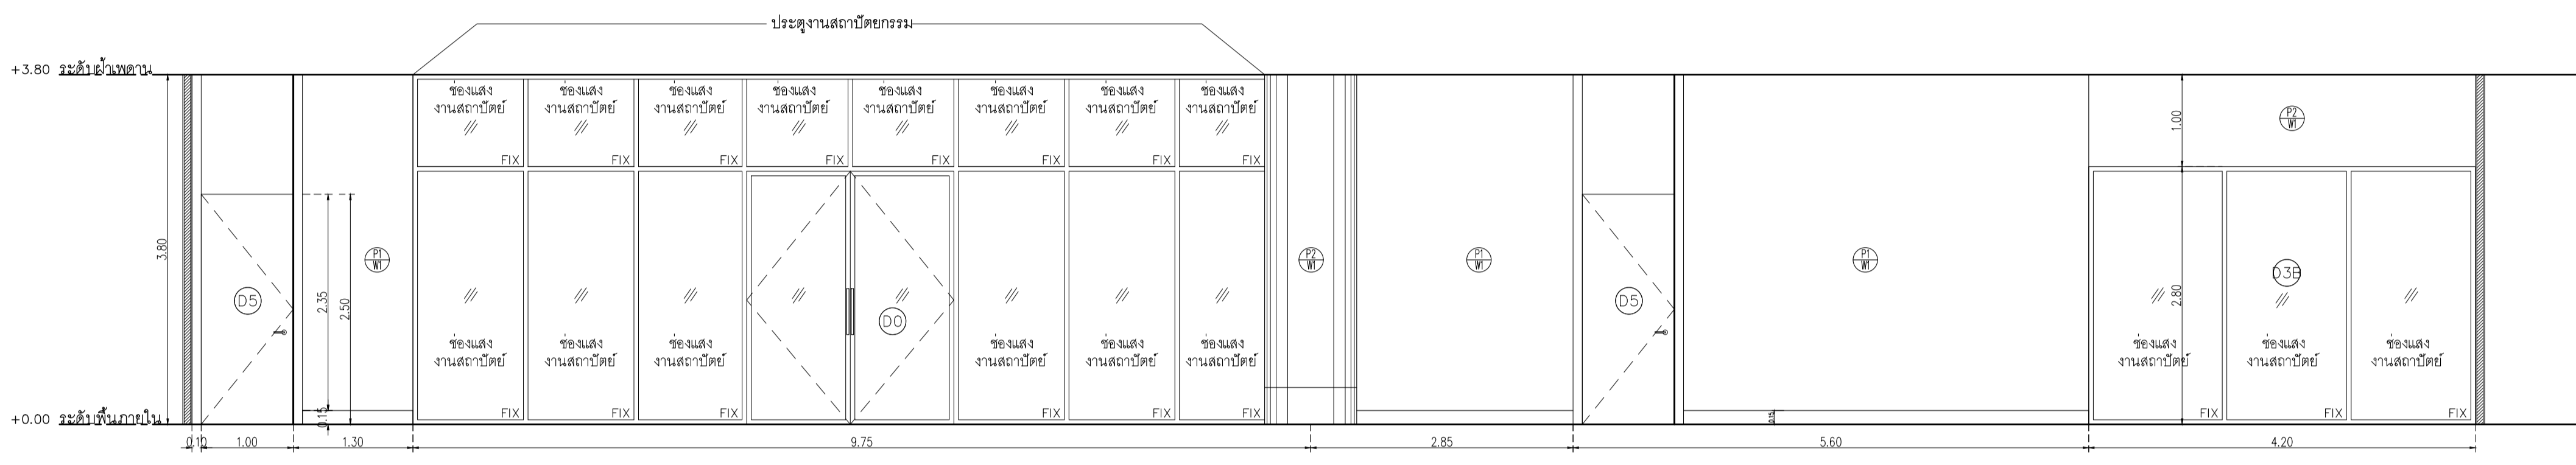 ประตูงานสถาปัตยกรรม
+3.80 ระดับฝ้าเพดาน
ช่องแสง
งานสถาปัตย์
FIX
ช่องแสง
งานสถาปัตย์
FIX
ช่องแสง
งานสถาปัตย์
FIX
ช่องแสง
งานสถาปัตย์
FIX
ช่องแสง
งานสถาปัตย์
FIX
ช่องแสง
งานสถาปัตย์
FIX
ช่องแสง
งานสถาปัตย์
FIX
ช่องแสง
งานสถาปัตย์
FIX
1.00
P2
W1
3.80
D5
2.35
2.50
0.15
P1
W1
D0
P2
W1
P1
W1
D5
P1
W1
0.15
2.80
D3B
ช่องแสง
งานสถาปัตย์
FIX
ช่องแสง
งานสถาปัตย์
FIX
ช่องแสง
งานสถาปัตย์
FIX
ช่องแสง
งานสถาปัตย์
FIX
ช่องแสง
งานสถาปัตย์
FIX
ช่องแสง
งานสถาปัตย์
FIX
ช่องแสง
งานสถาปัตย์
FIX
ช่องแสง
งานสถาปัตย์
FIX
ช่องแสง
งานสถาปัตย์
FIX
+0.00 ระดับพื้นภายใน
0.10 1.00 1.30 9.75 2.85 5.60 4.20